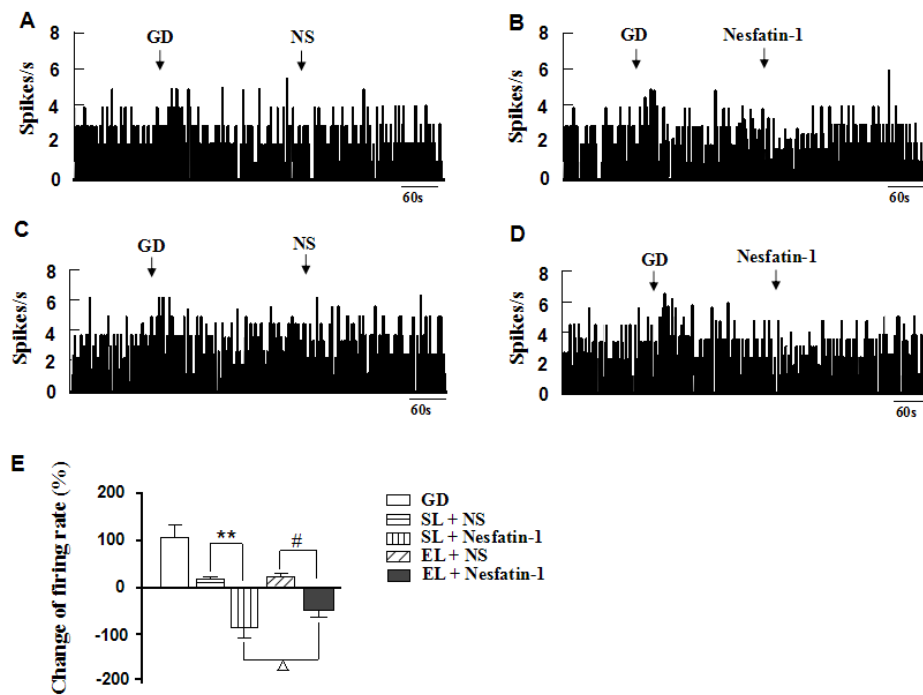 A
8
6
4
2
0
Spikes/s
GD
NS
60s
B
8
6
4
2
0
Spikes/s
GD
Nesfatin-1
60s
C
8
6
4
2
0
Spikes/s
GD
NS
60s
D
8
6
4
2
0
Spikes/s
GD
Nesfatin-1
60s
E
Change of firing rate (%)
200
100
0
-100
-200
**
#
△
GD
SL + NS
SL + Nesfatin-1
EL + NS
EL + Nesfatin-1